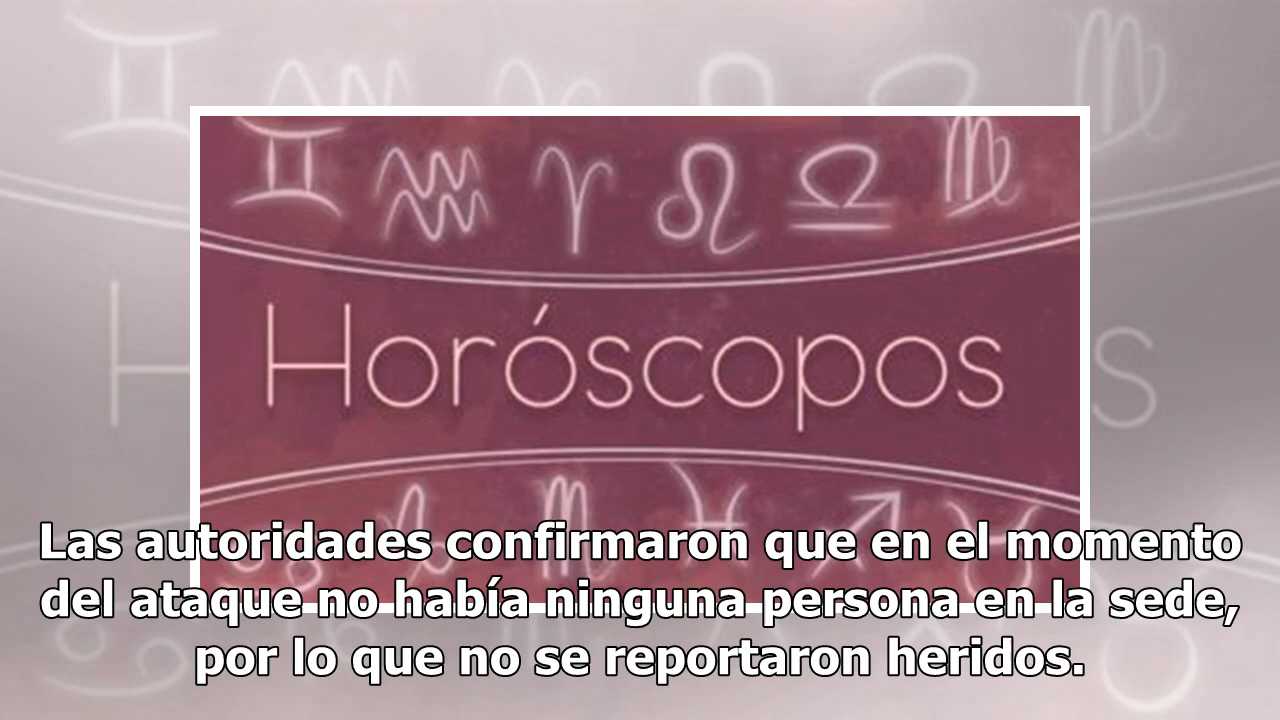 Horóscopos
Las autoridades confirmaron que en el momento
del ataque no había ninguna persona en la sede,
por lo que no se reportaron heridos.